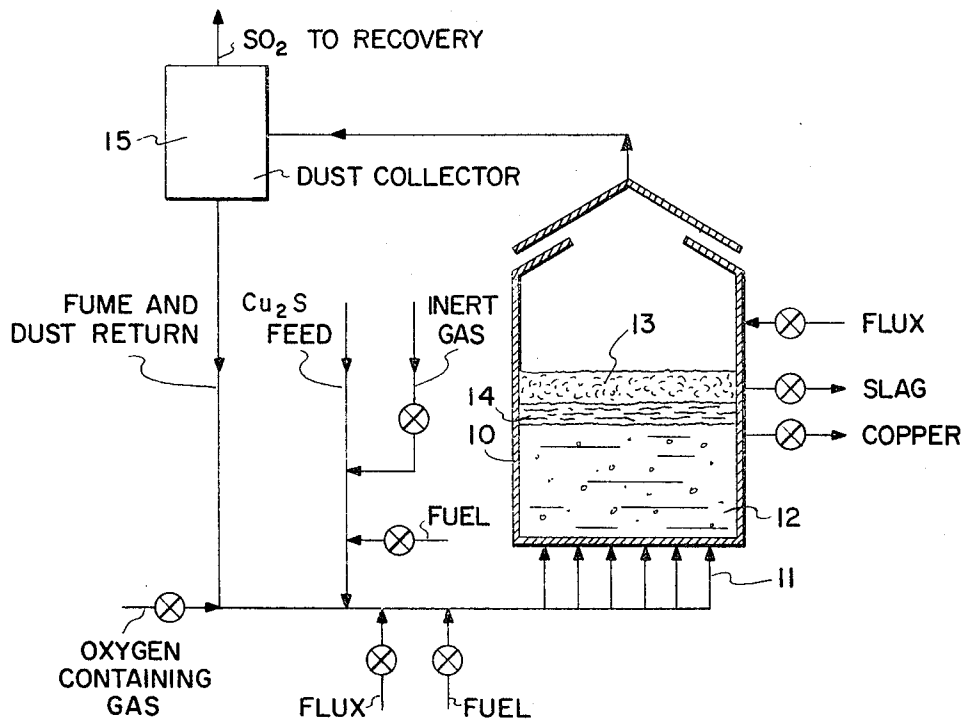 SO2 TO RECOVERY
15
DUST COLLECTOR
FUME AND
DUST RETURN
Cu2S
FEED
INERT
GAS
13
FLUX
14
SLAG
10
COPPER
FUEL
12
11
OXYGEN
CONTAINING
GAS
FLUX
FUEL